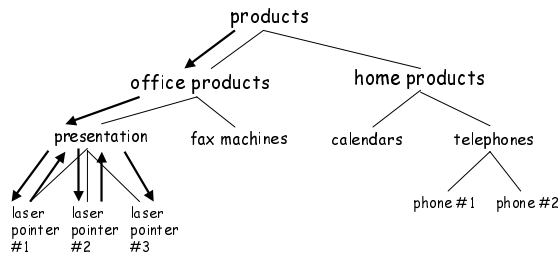 products
office products home products
presentation fax machines calendars telephones
phone #1 phone #2
laser laser laser
pointer pointer pointer
#1 #2 #3